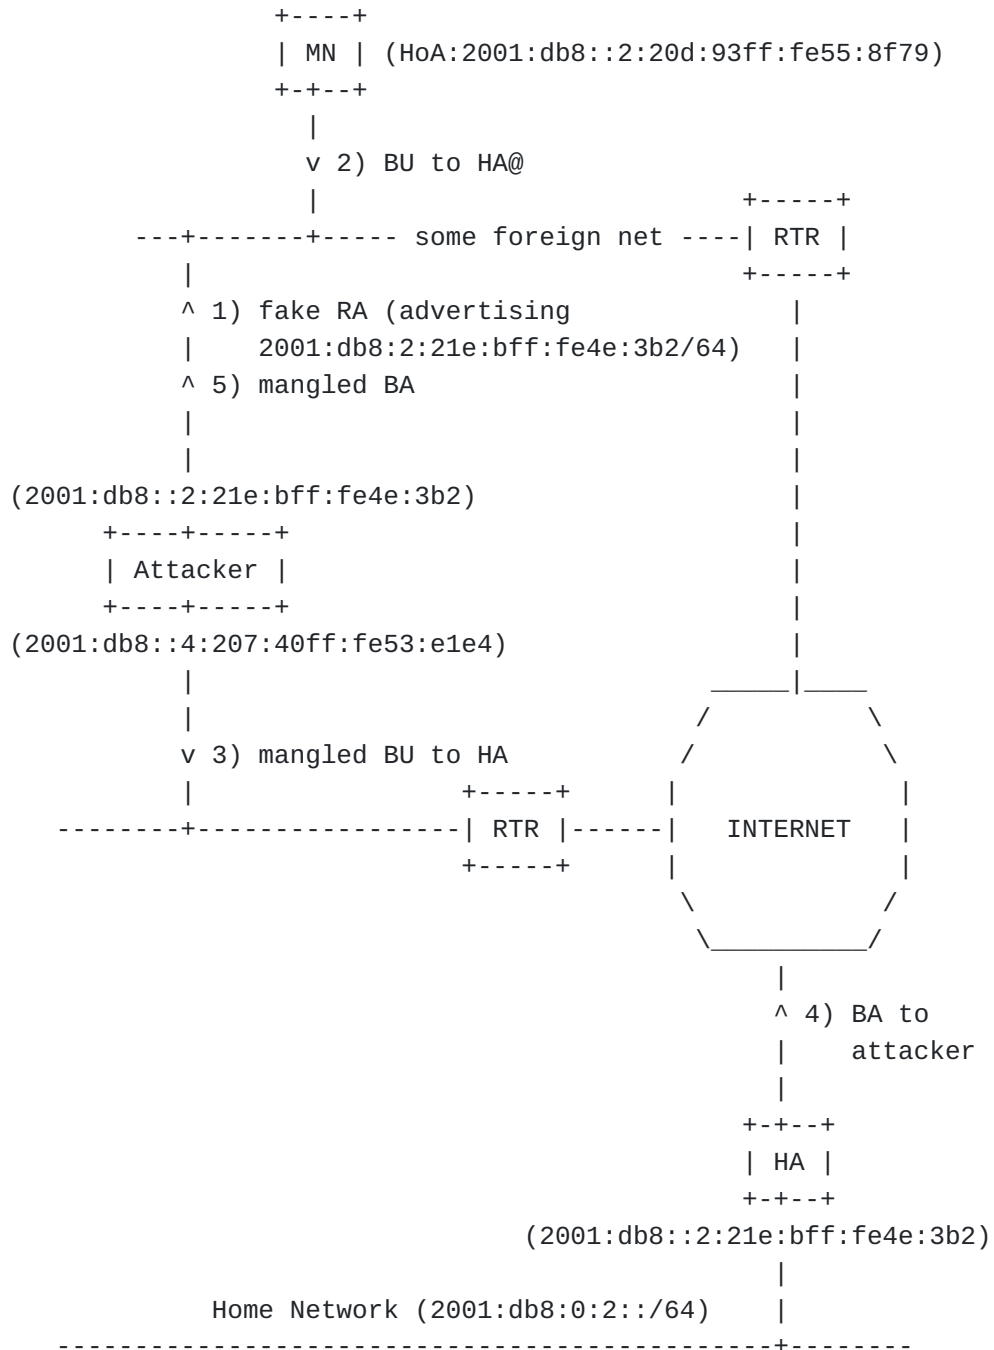 MN (HoA:2001:db8::2:20d:93ff:fe55:8f79)
v 2) BU to HA@
some foreign net RTR
^ 1) fake RA (advertising
2001:db8:2:21e:bff:fe4e:3b2/64)
^ 5) mangled BA
(2001:db8::2:21e:bff:fe4e:3b2)
Attacker
(2001:db8::4:207:40ff:fe53:e1e4)
v 3) mangled BU to HA
RTR INTERNET
^ 4) BA to
attacker
HA
(2001:db8::2:21e:bff:fe4e:3b2)
Home Network (2001:db8:0:2::/64)